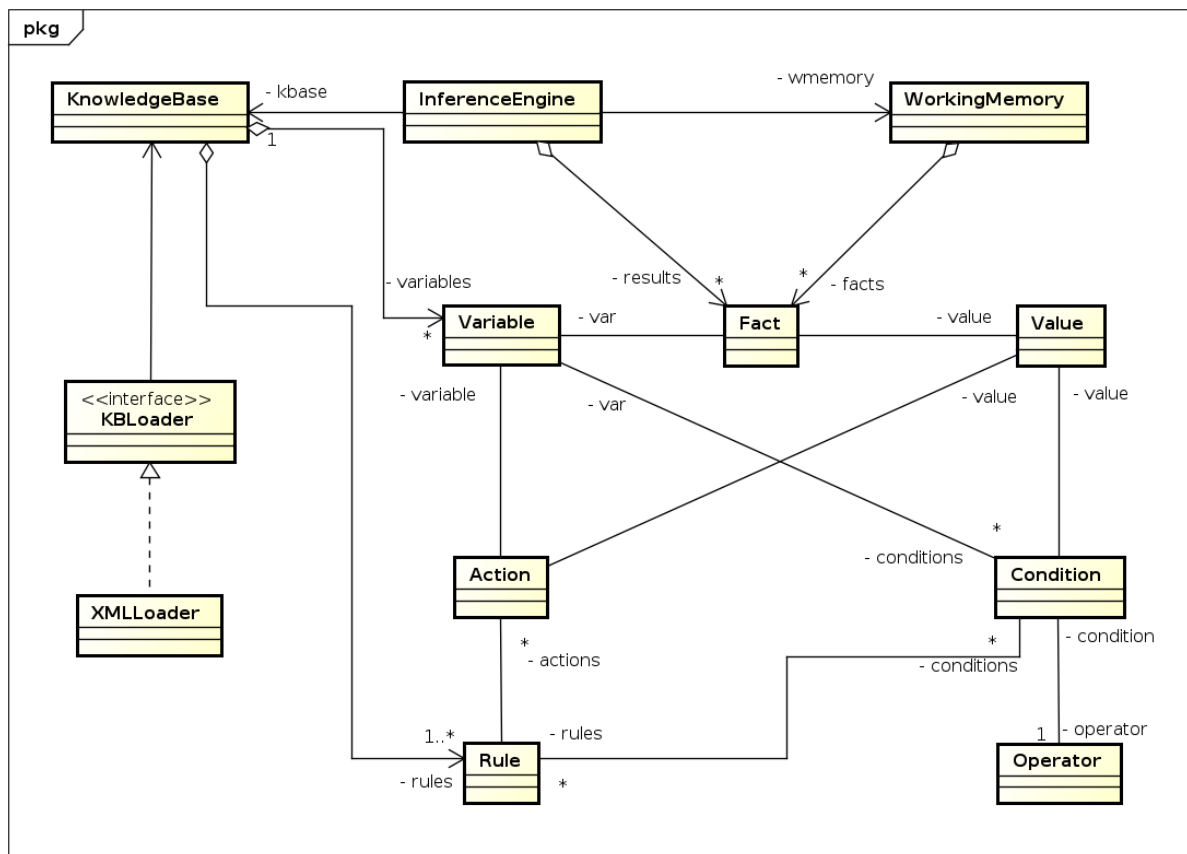 pkg
- wmemory
KnowledgeBase
- kbase
InferenceEngine
WorkingMemory
1
- variables
- results
*
*
- facts
Variable
- var
Fact
- value
Value
*
- variable
- var
- value
- value
<<interface>>
KBLoader
*
- conditions
Action
Condition
XMLLoader
*
- actions
*
- conditions
- condition
1..*
- rules
1
- operator
Rule
Operator
- rules
*